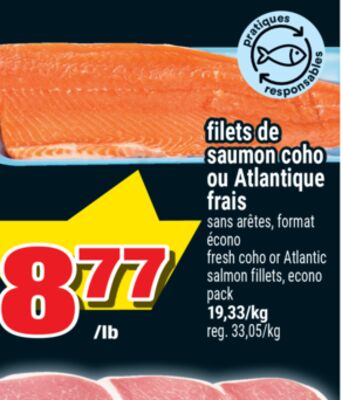 pratiques
responsables
filets de
saumon coho
ou Atlantique
frais
sans arêtes, format
écono
fresh coho or Atlantic
salmon fillets, econo
pack
19,33/kg
reg. 33,05/kg
877
/lb